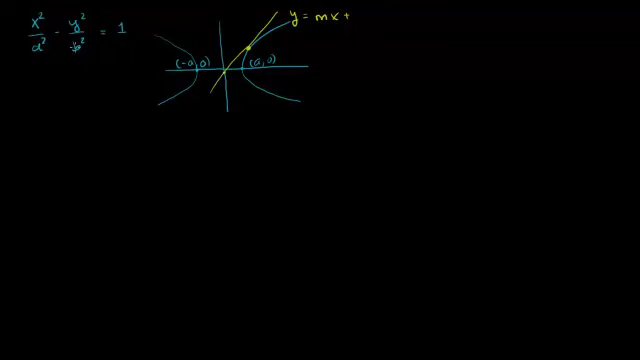 x²/a² - y²/b² = 1
y = mx +
(-a, 0) (a, 0)